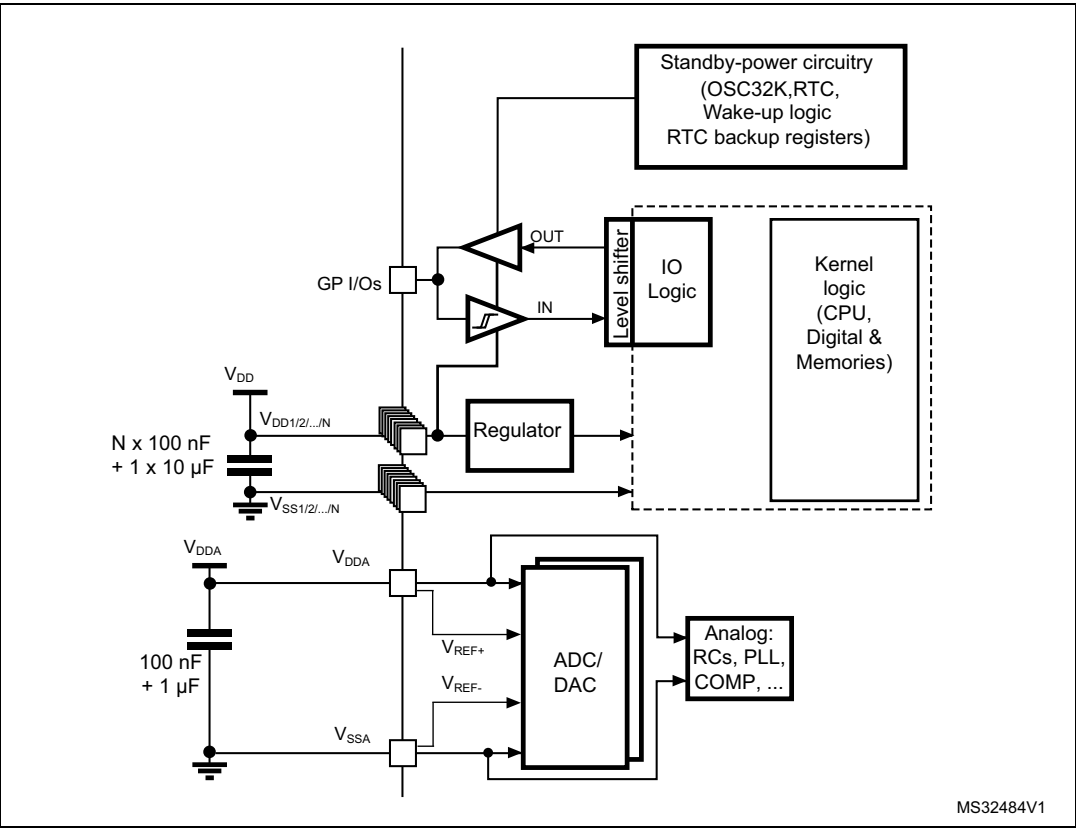 Standby-power circuitry
(OSC32K,RTC,
Wake-up logic
RTC backup registers)
OUT
GP I/Os
IN
Level shifter
IO
Logic
Kernel
logic
(CPU,
Digital &
Memories)
VDD
VDD1/2/.../N
N x 100 nF
+ 1 x 10 µF
Regulator
VSS1/2/.../N
VDDA
VDDA
100 nF
+ 1 µF
VREF+
VREF-
ADC/
DAC
Analog:
RCs, PLL,
COMP, ...
VSSA
MS32484V1